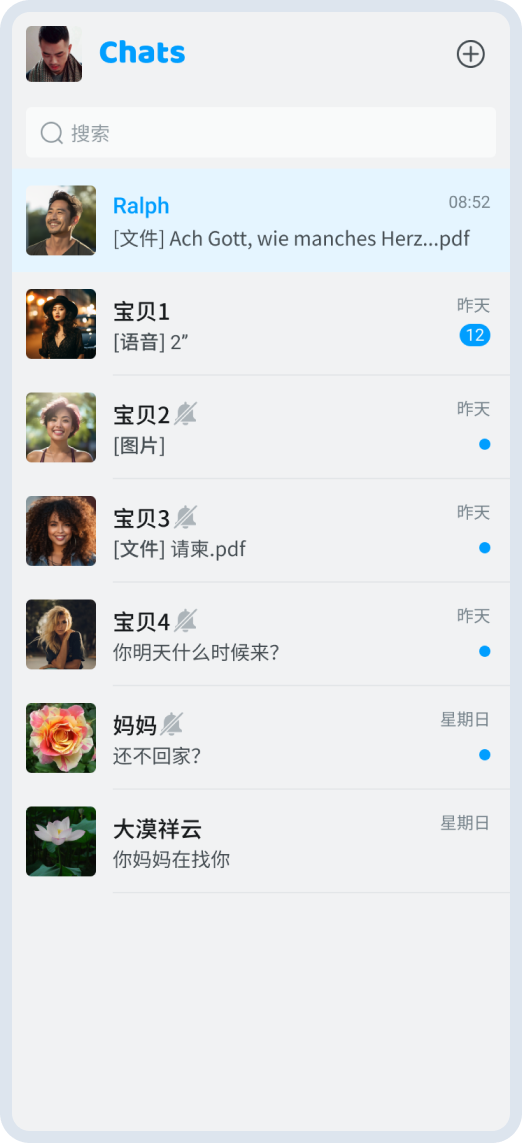 Chats
搜索
Ralph
08:52
[文件] Ach Gott, wie manches Herz...pdf
宝贝1
昨天
[语音] 2″
12
宝贝2
昨天
[图片]
宝贝3
昨天
[文件] 请柬.pdf
宝贝4
昨天
你明天什么时候来?
妈妈
星期日
还不回家?
大漠祥云
星期日
你妈妈在找你